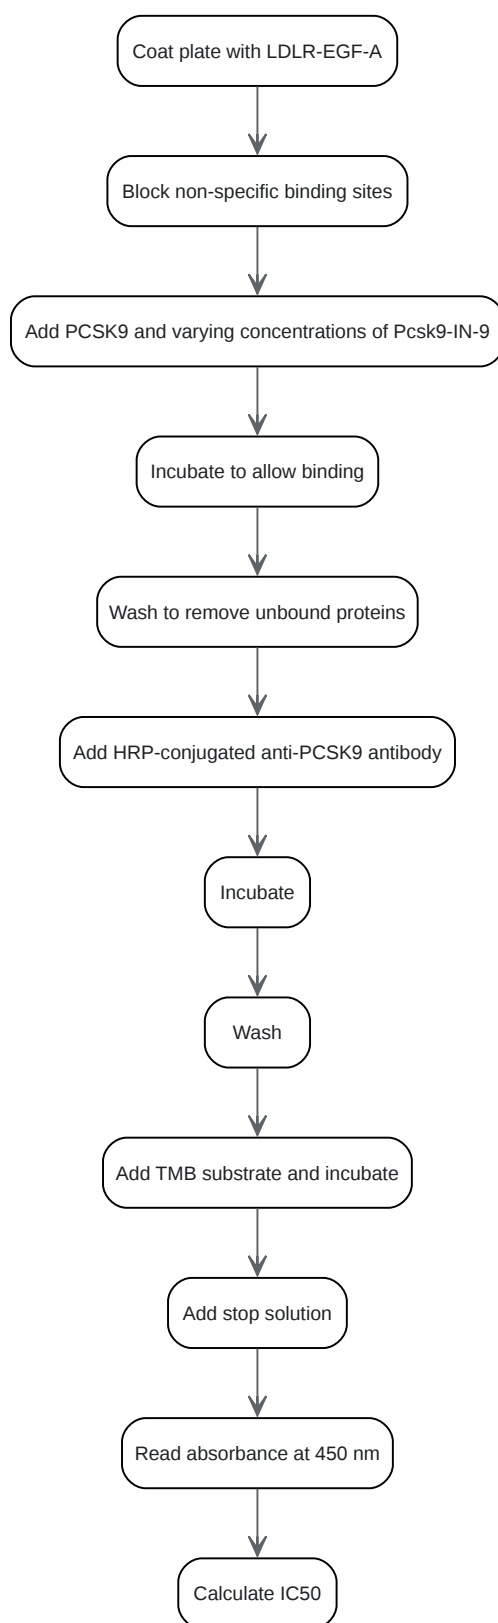 Coat plate with LDLR-EGF-A
Block non-specific binding sites
Add PCSK9 and varying concentrations of Pcsk9-IN-9
Incubate to allow binding
Wash to remove unbound proteins
Add HRP-conjugated anti-PCSK9 antibody
Incubate
Wash
Add TMB substrate and incubate
Add stop solution
Read absorbance at 450 nm
Calculate IC50